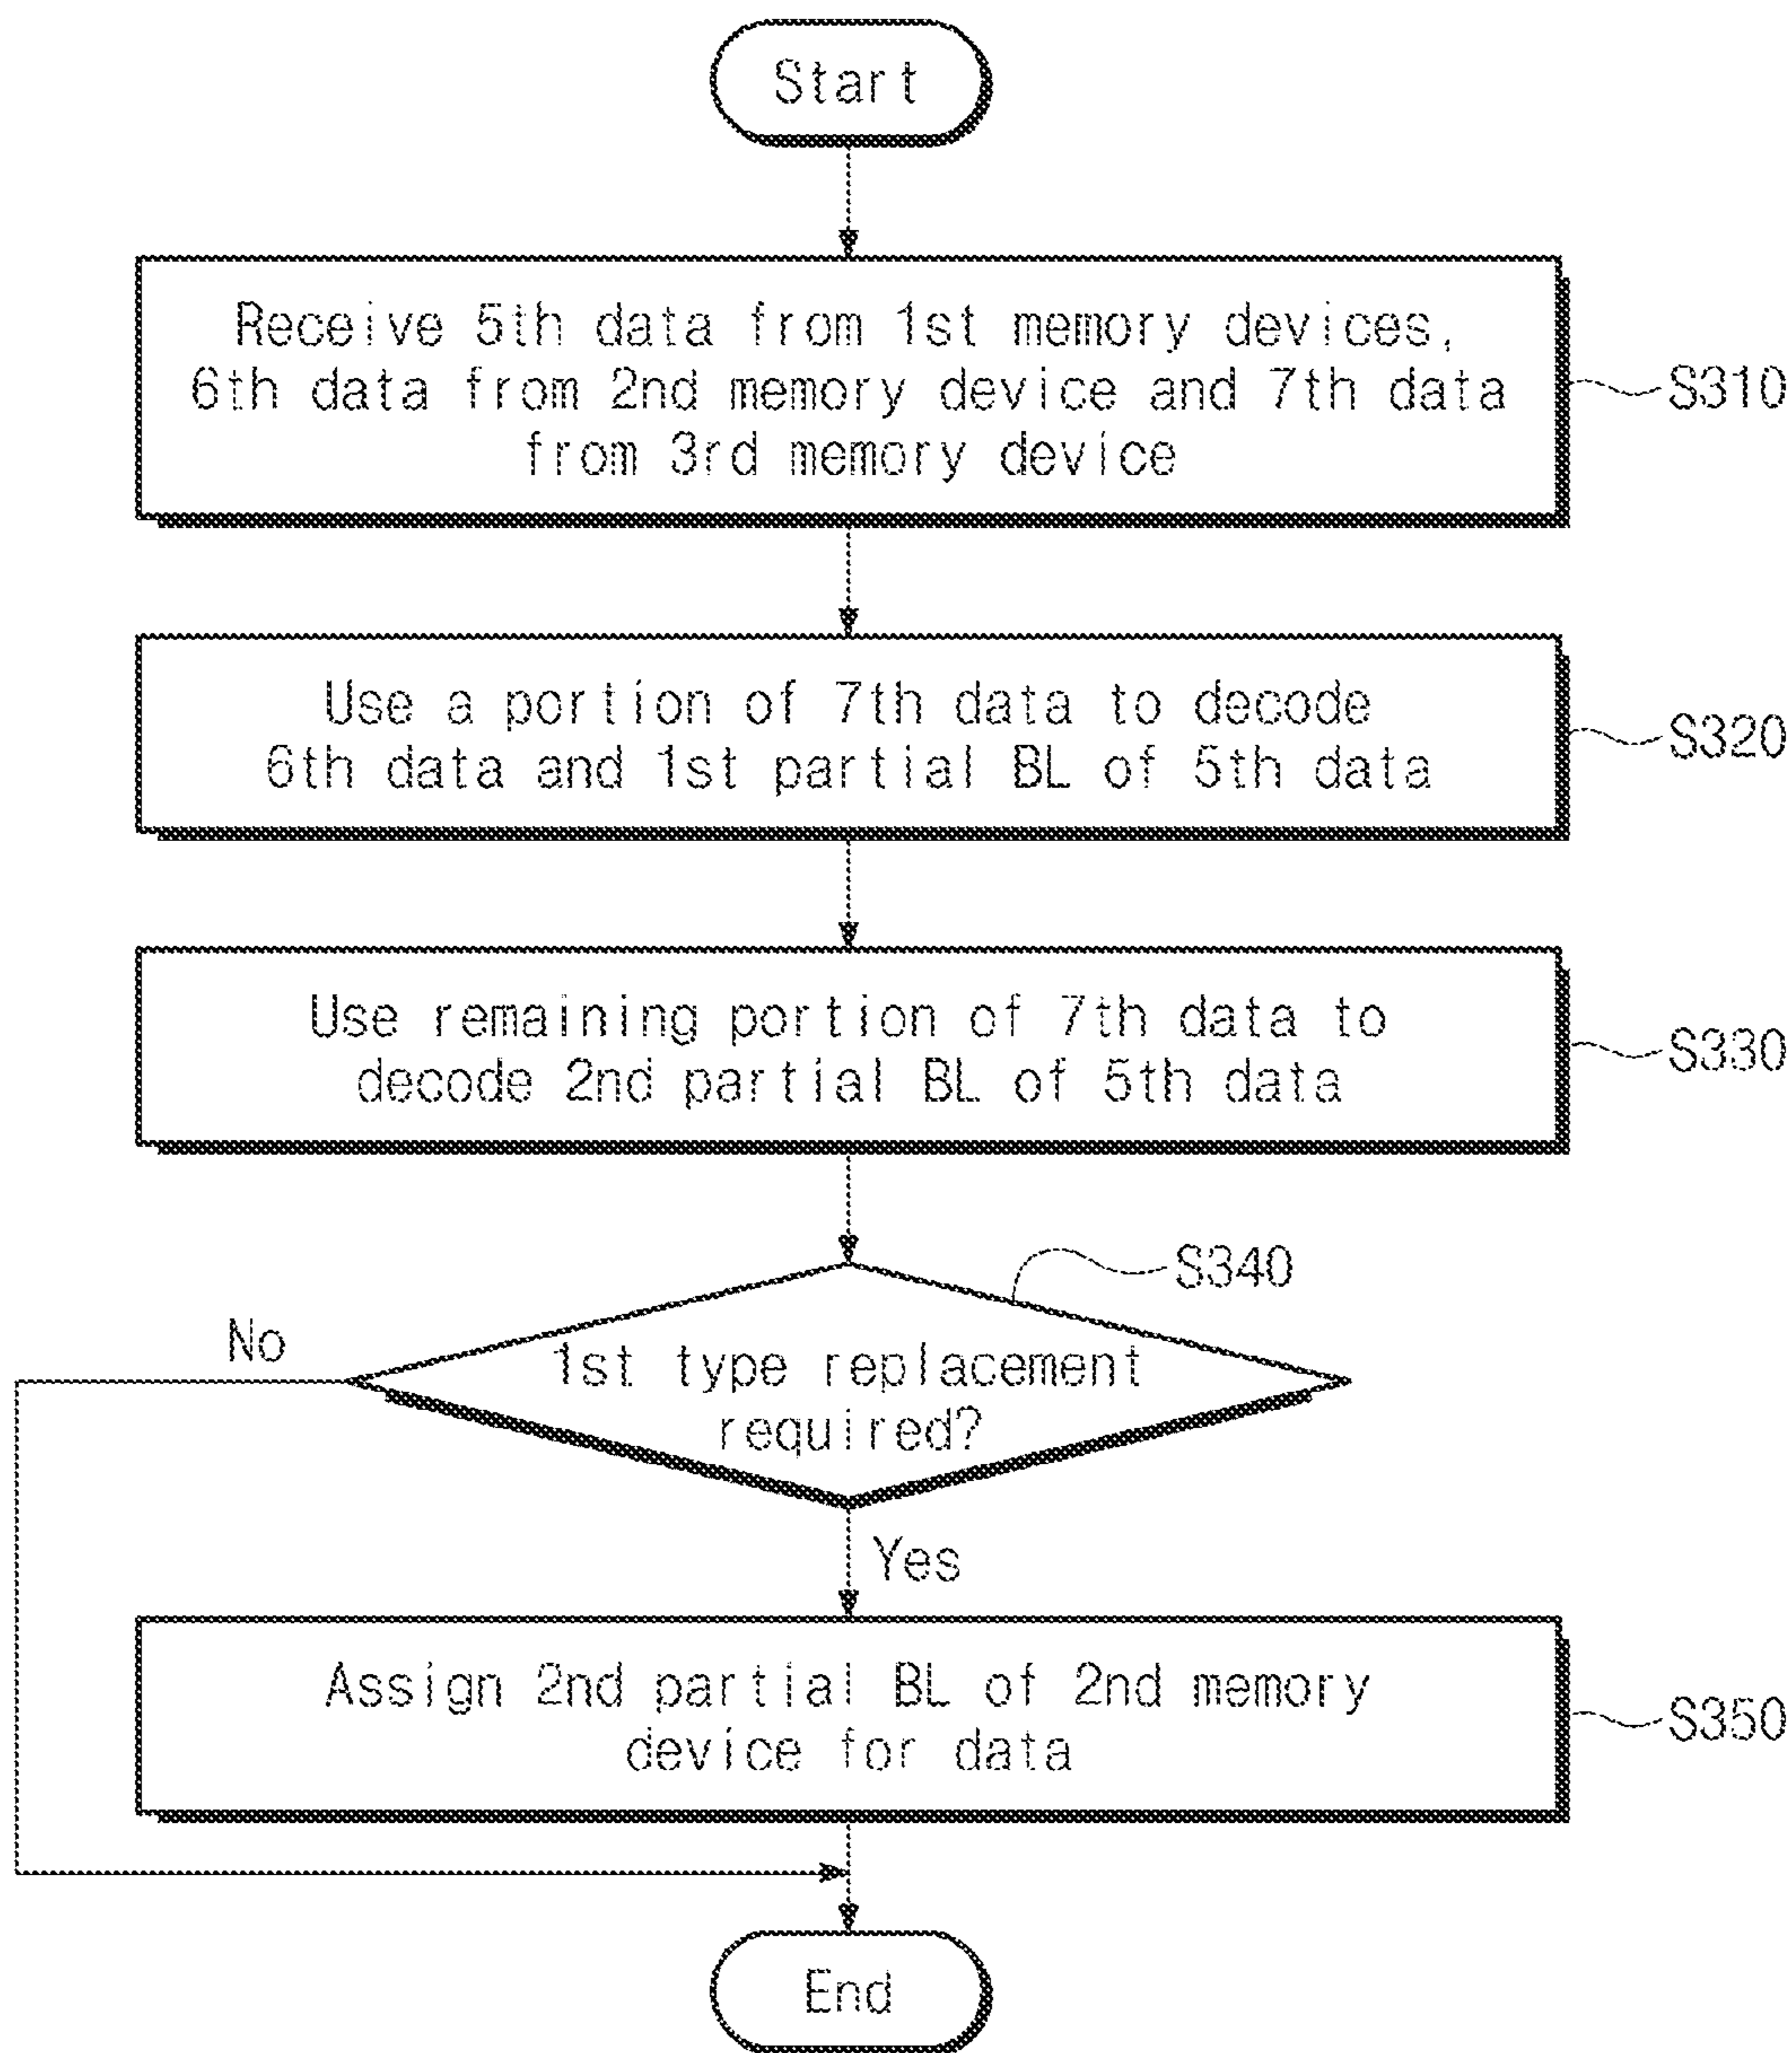 Start
Receive 5th data from 1st memory devices,
6th data from 2nd memory device and 7th data
from 3rd memory device
S310
Use a portion of 7th data to decode
6th data and 1st partial BL of 5th data
S320
Use remaining portion of 7th data to
decode 2nd partial BL of 5th data
S330
S340
No
1st type replacement
required?
Yes
Assign 2nd partial BL of 2nd memory
device for data
S350
End